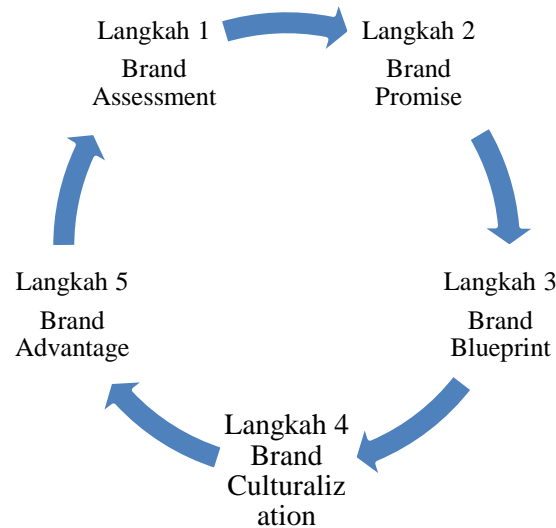 Langkah 1
Brand
Assessment
Langkah 2
Brand
Promise
Langkah 3
Brand
Blueprint
Langkah 4
Brand
Culturaliz
ation
Langkah 5
Brand
Advantage